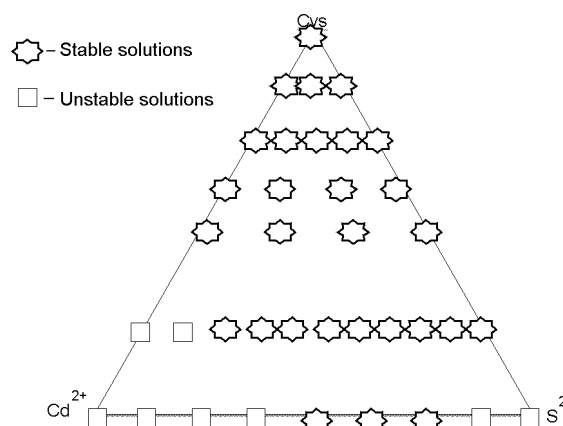 Cys
– Stable solutions
– Unstable solutions
Cd2+
S2